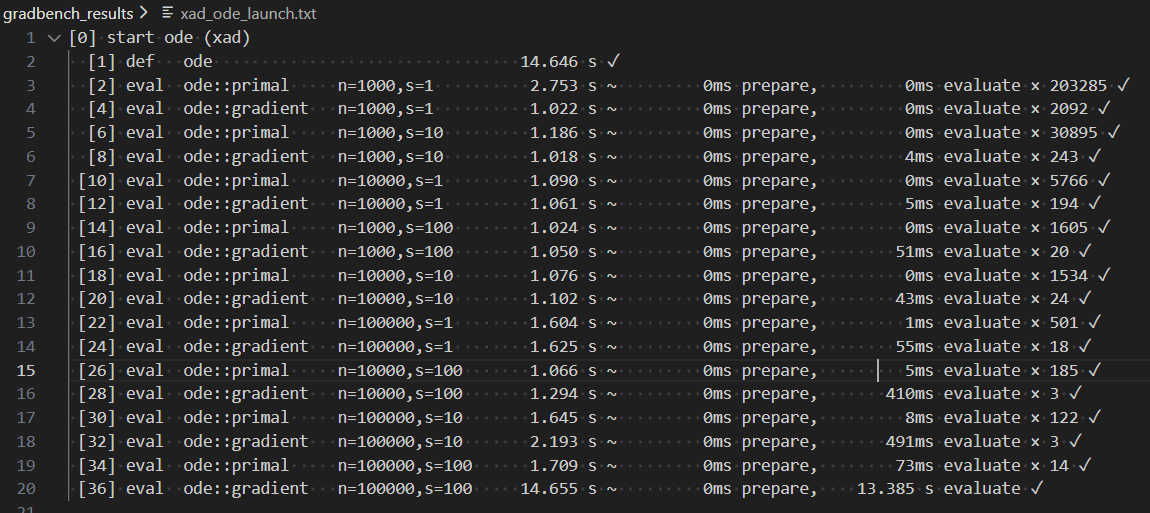 gradbench_results > xad_ode_launch.txt
1 [0] start ode (xad)
2 [1] def ode 14.646 s ✓
3 [2] eval ode::primal n=1000,s=1 2.753 s ~ 0ms prepare, 0ms evaluate × 203285 ✓
4 [4] eval ode::gradient n=1000,s=1 1.022 s ~ 0ms prepare, 0ms evaluate × 2092 ✓
5 [6] eval ode::primal n=1000,s=10 1.186 s ~ 0ms prepare, 0ms evaluate × 30895 ✓
6 [8] eval ode::gradient n=1000,s=10 1.018 s ~ 0ms prepare, 4ms evaluate × 243 ✓
7 [10] eval ode::primal n=10000,s=1 1.090 s ~ 0ms prepare, 0ms evaluate × 5766 ✓
8 [12] eval ode::gradient n=10000,s=1 1.061 s ~ 0ms prepare, 5ms evaluate × 194 ✓
9 [14] eval ode::primal n=1000,s=100 1.024 s ~ 0ms prepare, 0ms evaluate × 1605 ✓
10 [16] eval ode::gradient n=1000,s=100 1.050 s ~ 0ms prepare, 51ms evaluate × 20 ✓
11 [18] eval ode::primal n=10000,s=10 1.076 s ~ 0ms prepare, 0ms evaluate × 1534 ✓
12 [20] eval ode::gradient n=10000,s=10 1.102 s ~ 0ms prepare, 43ms evaluate × 24 ✓
13 [22] eval ode::primal n=100000,s=1 1.604 s ~ 0ms prepare, 1ms evaluate × 501 ✓
14 [24] eval ode::gradient n=100000,s=1 1.625 s ~ 0ms prepare, 55ms evaluate × 18 ✓
15 [26] eval ode::primal n=10000,s=100 1.066 s ~ 0ms prepare, 5ms evaluate × 185 ✓
16 [28] eval ode::gradient n=10000,s=100 1.294 s ~ 0ms prepare, 410ms evaluate × 3 ✓
17 [30] eval ode::primal n=100000,s=10 1.645 s ~ 0ms prepare, 8ms evaluate × 122 ✓
18 [32] eval ode::gradient n=100000,s=10 2.193 s ~ 0ms prepare, 491ms evaluate × 3 ✓
19 [34] eval ode::primal n=100000,s=100 1.709 s ~ 0ms prepare, 73ms evaluate × 14 ✓
20 [36] eval ode::gradient n=100000,s=100 14.655 s ~ 0ms prepare, 13.385 s evaluate ✓
21